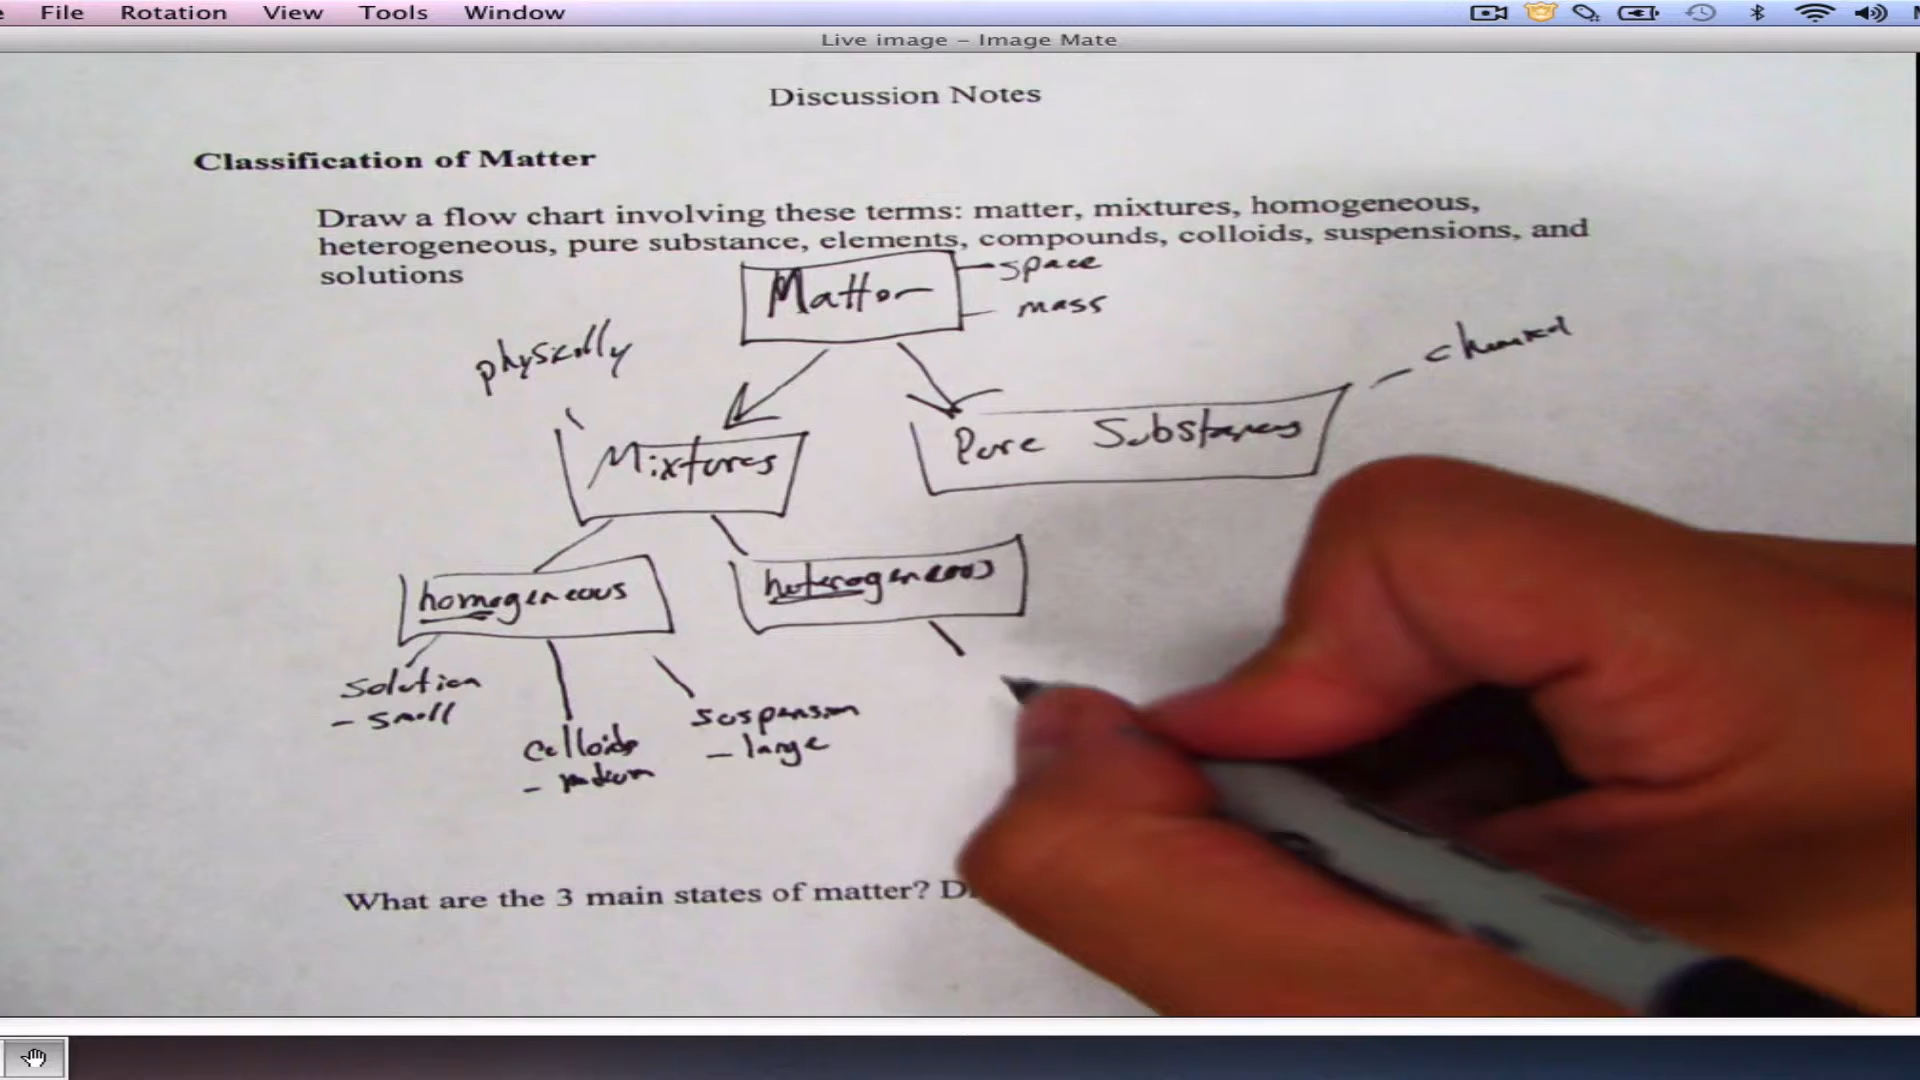 File Rotation View Tools Window
Live image – Image Mate
Discussion Notes
Classification of Matter
Draw a flow chart involving these terms: matter, mixtures, homogeneous,
heterogeneous, pure substance, elements, compounds, colloids, suspensions, and
solutions
Matter
- space
- mass
physically
- chemical
Mixtures
Pure Substances
homogeneous
heterogeneous
solution
- small
Colloids
- medium
suspension
- large
What are the 3 main states of matter? D